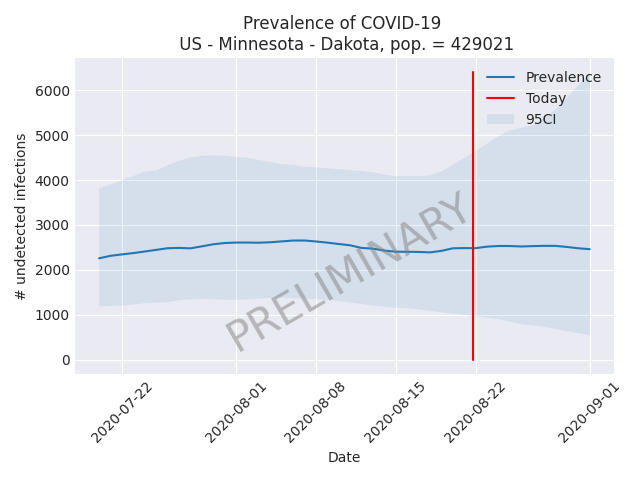 Prevalence of COVID-19
US - Minnesota - Dakota, pop. = 429021
Prevalence
Today
95CI
# undetected infections
6000
5000
4000
3000
2000
1000
0
PRELIMINARY
2020-07-22
2020-08-01
2020-08-08
2020-08-15
2020-08-22
2020-09-01
Date